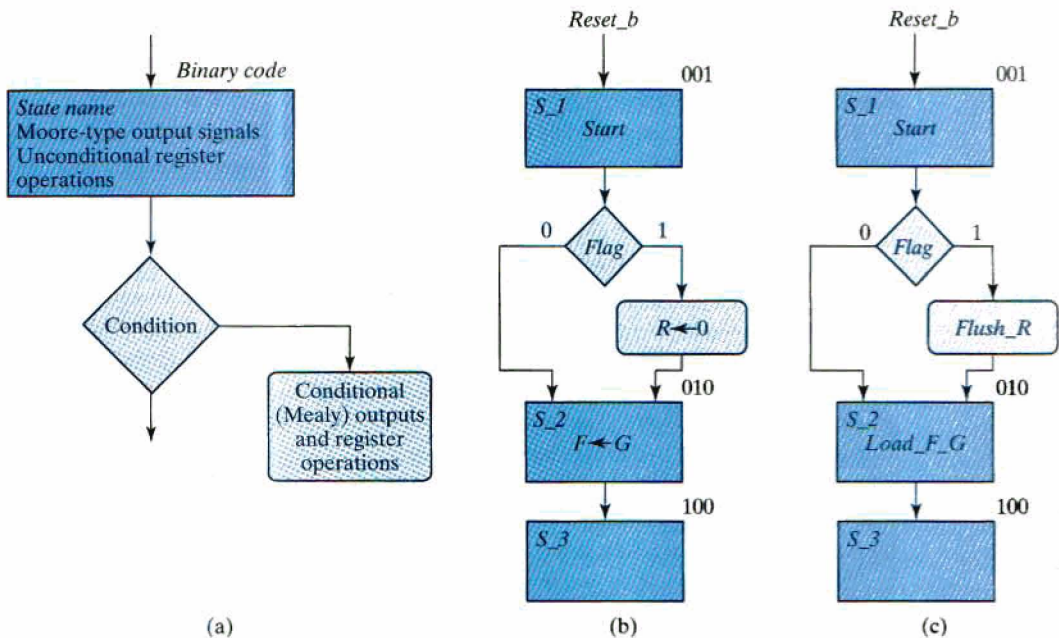 Binary code
State name
Moore-type output signals
Unconditional register
operations
Condition
Conditional
(Mealy) outputs
and register
operations
(a)
Reset_b
001
S_1
Start
0
1
Flag
R←0
010
S_2
F←G
100
S_3
(b)
Reset_b
001
S_1
Start
0
1
Flag
Flush_R
010
S_2
Load_F_G
100
S_3
(c)